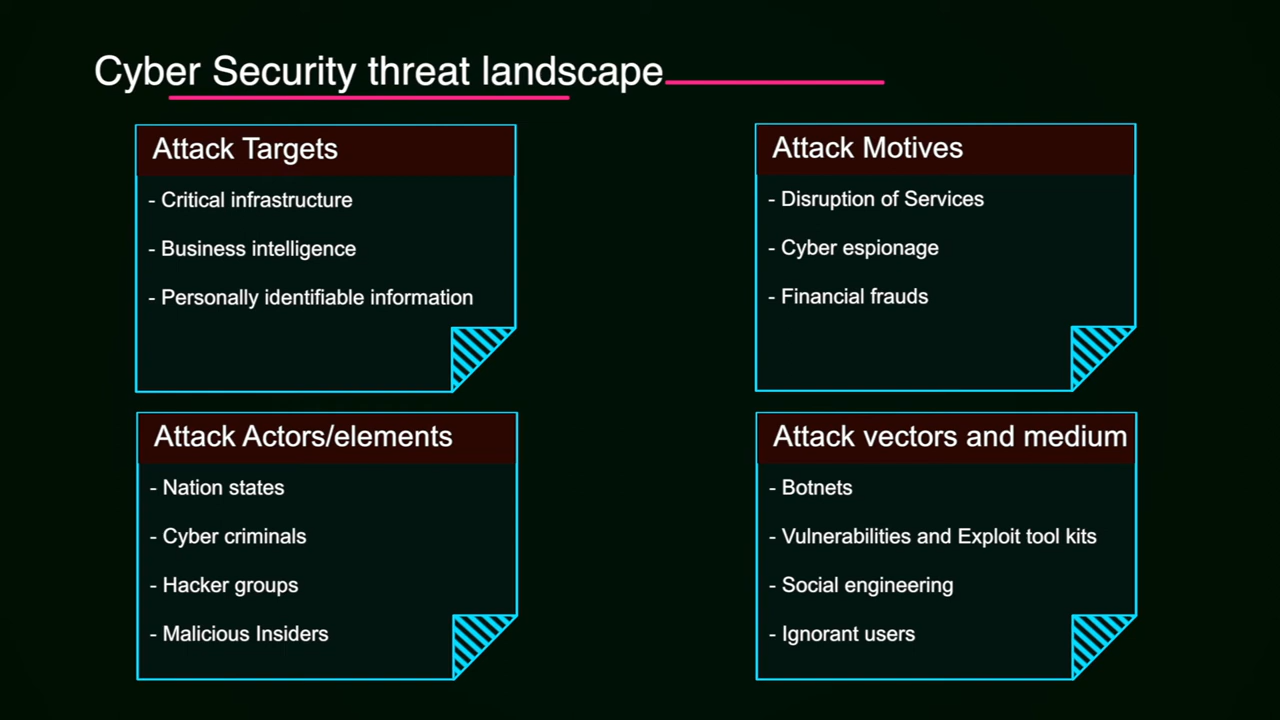 Cyber Security threat landscape
Attack Targets
- Critical infrastructure
- Business intelligence
- Personally identifiable information
Attack Motives
- Disruption of Services
- Cyber espionage
- Financial frauds
Attack Actors/elements
- Nation states
- Cyber criminals
- Hacker groups
- Malicious Insiders
Attack vectors and medium
- Botnets
- Vulnerabilities and Exploit tool kits
- Social engineering
- Ignorant users